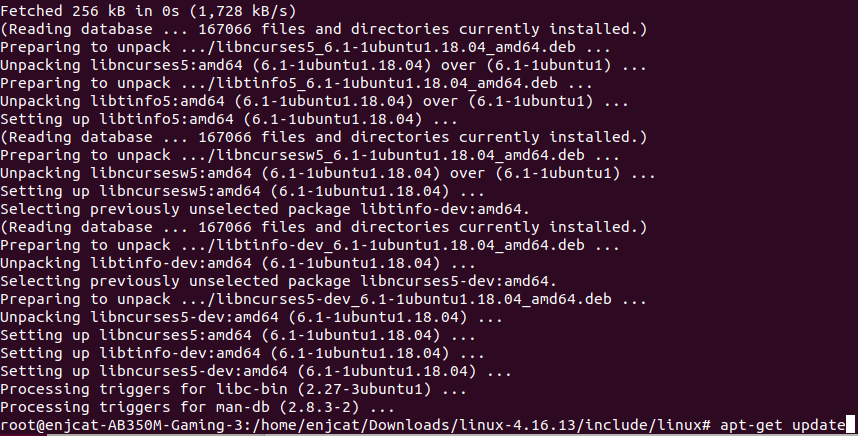 Fetched 256 kB in 0s (1,728 kB/s)
(Reading database ... 167066 files and directories currently installed.)
Preparing to unpack .../libncurses5_6.1-1ubuntu1.18.04_amd64.deb ...
Unpacking libncurses5:amd64 (6.1-1ubuntu1.18.04) over (6.1-1ubuntu1) ...
Preparing to unpack .../libtinfo5_6.1-1ubuntu1.18.04_amd64.deb ...
Unpacking libtinfo5:amd64 (6.1-1ubuntu1.18.04) over (6.1-1ubuntu1) ...
Setting up libtinfo5:amd64 (6.1-1ubuntu1.18.04) ...
(Reading database ... 167066 files and directories currently installed.)
Preparing to unpack .../libncursesw5_6.1-1ubuntu1.18.04_amd64.deb ...
Unpacking libncursesw5:amd64 (6.1-1ubuntu1.18.04) over (6.1-1ubuntu1) ...
Setting up libncursesw5:amd64 (6.1-1ubuntu1.18.04) ...
Selecting previously unselected package libtinfo-dev:amd64.
(Reading database ... 167066 files and directories currently installed.)
Preparing to unpack .../libtinfo-dev_6.1-1ubuntu1.18.04_amd64.deb ...
Unpacking libtinfo-dev:amd64 (6.1-1ubuntu1.18.04) ...
Selecting previously unselected package libncurses5-dev:amd64.
Preparing to unpack .../libncurses5-dev_6.1-1ubuntu1.18.04_amd64.deb ...
Unpacking libncurses5-dev:amd64 (6.1-1ubuntu1.18.04) ...
Setting up libncurses5:amd64 (6.1-1ubuntu1.18.04) ...
Setting up libtinfo-dev:amd64 (6.1-1ubuntu1.18.04) ...
Setting up libncurses5-dev:amd64 (6.1-1ubuntu1.18.04) ...
Processing triggers for libc-bin (2.27-3ubuntu1) ...
Processing triggers for man-db (2.8.3-2) ...
root@enjcat-AB350M-Gaming-3:/home/enjcat/Downloads/linux-4.16.13/include/linux# apt-get update